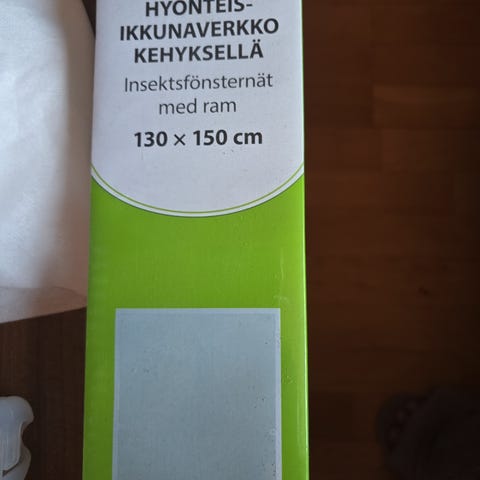 HYÖNTEIS-
IKKUNAVERKKO
KEHYKSELLÄ
Insektsfönsternät
med ram
130 × 150 cm